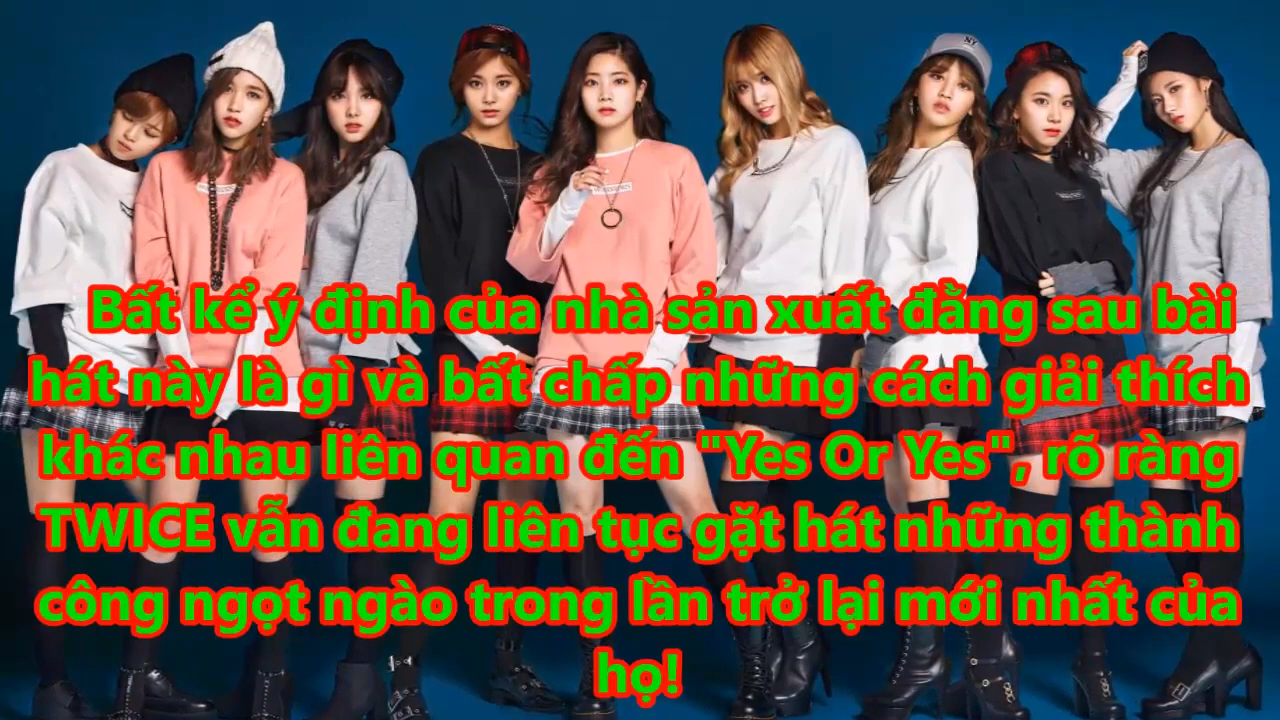 NY
Bất kể ý định của nhà sản xuất đằng sau bài
hát này là gì và bất chấp những cách giải thích
khác nhau liên quan đến "Yes Or Yes", rõ ràng
TWICE vẫn đang liên tục gặt hát những thành
công ngọt ngào trong lần trở lại mới nhất của
họ!